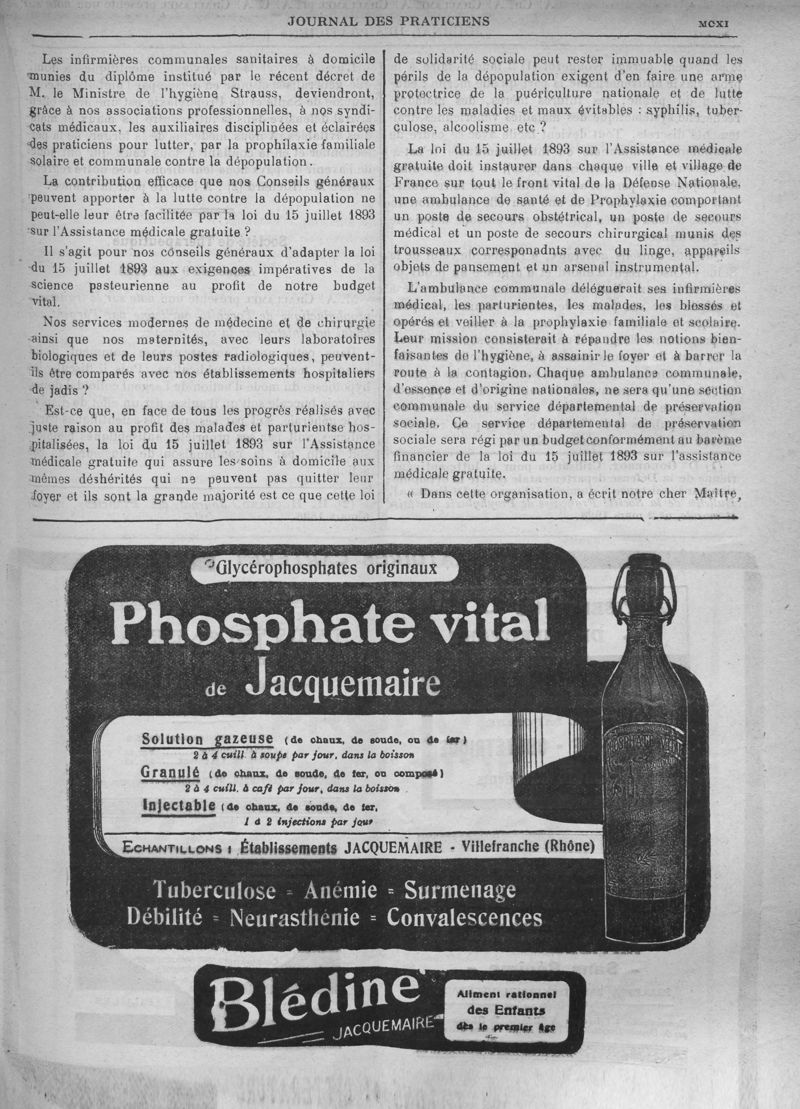 JOURNAL DES PRATICIENS
MCXI
Les infirmières communales sanitaires à domicile
munies du diplôme institué par le récent décret de
M. le Ministre de l'hygiène Strauss, deviendront,
grâce à nos associations professionnelles, à nos syndi-
cats médicaux, les auxiliaires disciplinées et éclairées
des praticiens pour lutter, par la prophilaxie familiale
solaire et communale contre la dépopulation.
La contribution efficace que nos Conseils généraux
peuvent apporter à la lutte contre la dépopulation ne
peut-elle leur être facilitée par la loi du 15 juillet 1893
sur l'Assistance médicale gratuite ?
Il s'agit pour nos cónseils généraux d'adapter la loi
du 15 juillet 1893 aux exigences impératives de la
science pasteurienne au profit de notre budget
vital.
Nos services modernes de médecine et de chirurgie
ainsi que nos maternités, avec leurs laboratoires
biologiques et de leurs postes radiologiques, peuvent-
ils être comparés avec nos établissements hospitaliers
de jadis ?
Est-ce que, en face de tous les progrès réalisés avec
juste raison au profit des malades et parturientse hos-
pitalisées, la loi du 15 juillet 1893 sur l'Assistance
médicale gratuite qui assure les soins à domicile aux
mêmes déshérités qui ne peuvent pas quitter leur
foyer et ils sont la grande majorité est ce que cette loi
de solidarité sociale peut rester immuable quand les
périls de la dépopulation exigent d'en faire une arme
protectrice de la puériculture nationale et de lutte
contre les maladies et maux évitables : syphilis, tuber-
culose, alcoolisme etc ?
La loi du 15 juillet 1893 sur l'Assistance médicale
gratuite doit instaurer dans chaque ville et village de
France sur tout le front vital de la Défense Nationale,
une ambulance de santé et de Prophylaxie comportant
un poste de secours obstétrical, un poste de secours
médical et un poste de secours chirurgical munis des
trousseaux corresponadnts avec du linge, appareils
objets de pansement et un arsenal instrumental.
L'ambulance communale déléguerait ses infirmières
médical, les parturientes, les malades, les blessés et
opérés et veiller à la prophylaxie familiale et scolaire.
Leur mission consisterait à répandre les notions bien-
faisantes de l'hygiène, à assainir le foyer et à barrer la
route à la contagion. Chaque ambulance communale,
d'essence et d'origine nationales, ne sera qu'une section
communale du service départemental de préservation
sociale. Ce service départemental de préservation
sociale sera régi par un budget conformément au barème
financier de la loi du 15 juillet 1893 sur l'assistance
médicale gratuite.
« Dans cette organisation, a écrit notre cher Maître,
Glycérophosphates originaux
Phosphate vital
de Jacquemaire
Solution gazeuse (de chaux, de soude, ou de fer)
2 à 4 cuill. à soupe par jour, dans la boisson
Granulé (de chaux, de soude, de fer, ou composé)
2 à 4 cuill. à café par jour, dans la boisson
Injectable (de chaux, de soude, de fer,
1 à 2 injections par jour
ECHANTILLONS : Établissements JACQUEMAIRE - Villefranche (Rhône)
Tuberculose = Anémie = Surmenage
Débilité = Neurasthénie = Convalescences
Blédine
JACQUEMAIRE
Aliment rationnel
des Enfants
dès le premier âge